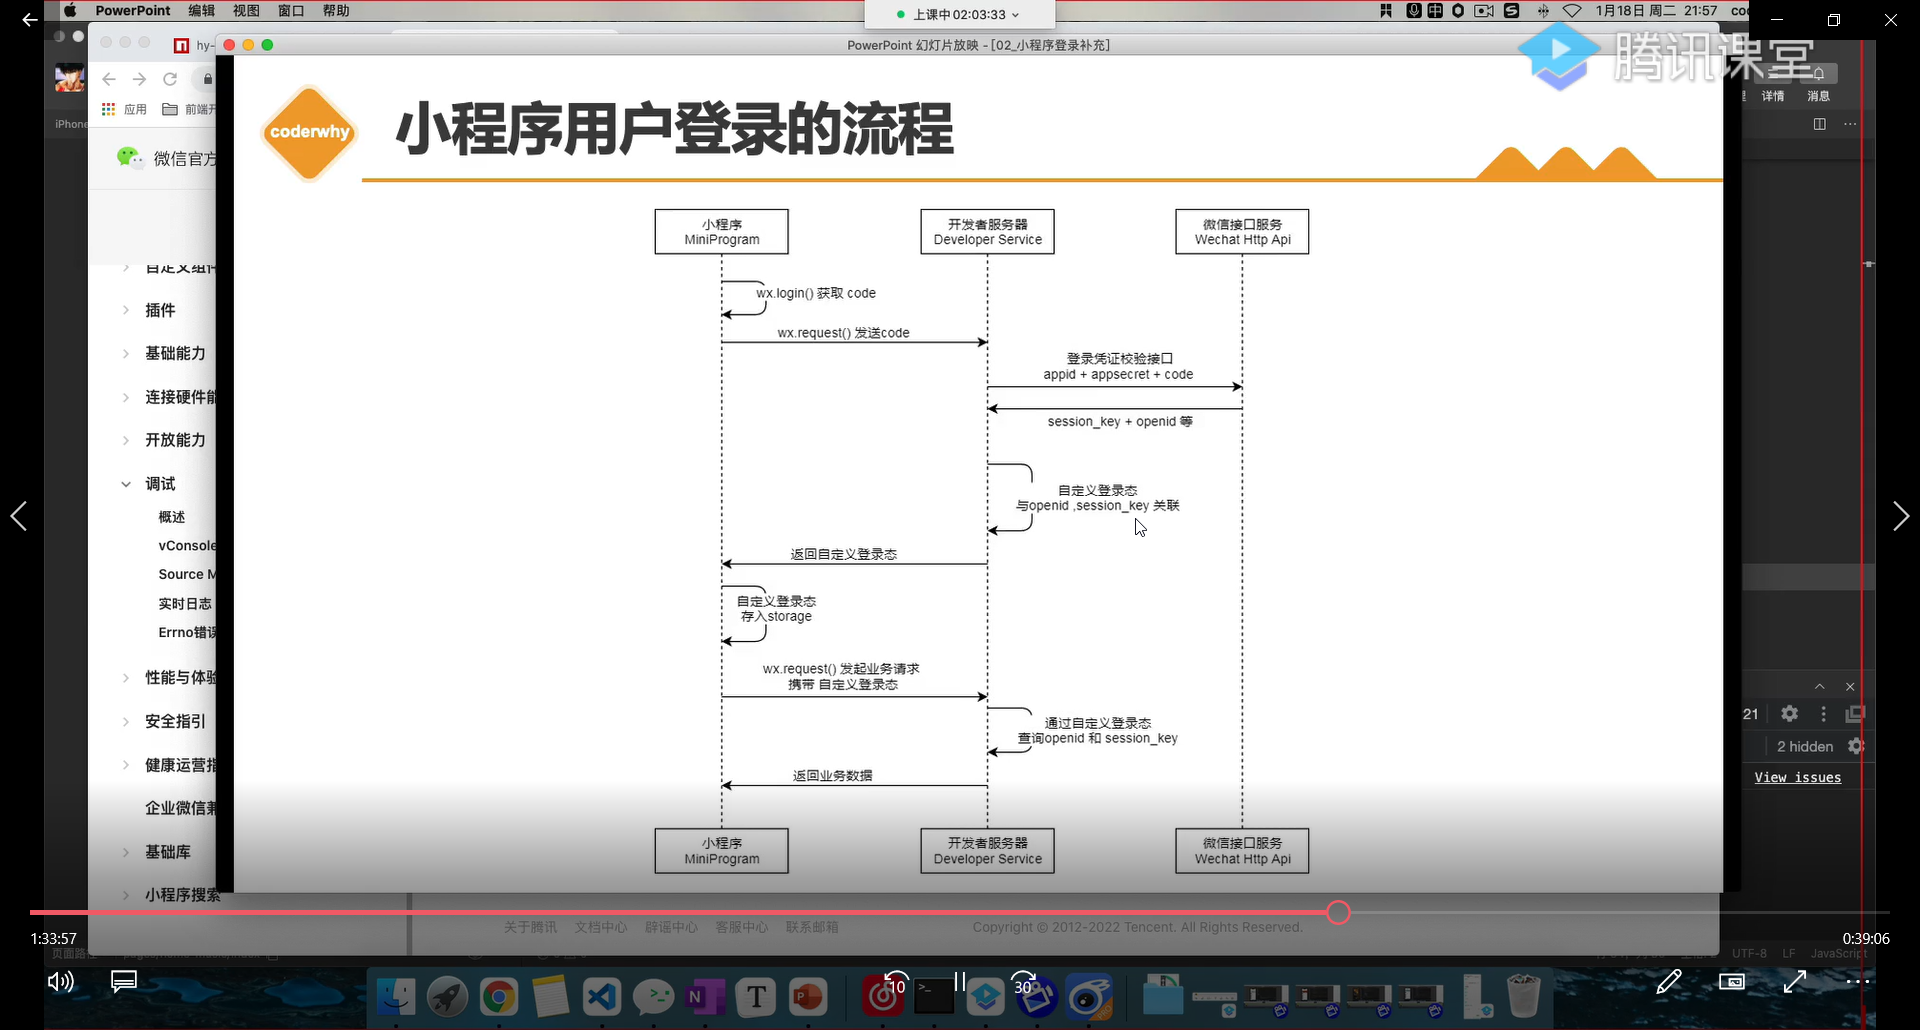 PowerPoint 编辑 视图 窗口 帮助
上课中 02:03:33
1月18日 周二 21:57
hy-
PowerPoint 幻灯片放映 - [02_小程序登录补充]
腾讯课堂
详情 消息
应用
iPhone
微信官方
coderwhy
小程序用户登录的流程
自定义组件
插件
基础能力
连接硬件能
开放能力
调试
概述
vConsole
Source M
实时日志
Errno错误
性能与体验
安全指引
健康运营指
企业微信兼
基础库
小程序搜索
小程序
MiniProgram
开发者服务器
Developer Service
微信接口服务
Wechat Http Api
wx.login() 获取 code
wx.request() 发送code
登录凭证校验接口
appid + appsecret + code
session_key + openid 等
自定义登录态
与openid ,session_key 关联
返回自定义登录态
自定义登录态
存入storage
wx.request() 发起业务请求
携带 自定义登录态
通过自定义登录态
查询openid 和 session_key
返回业务数据
小程序
MiniProgram
开发者服务器
Developer Service
微信接口服务
Wechat Http Api
21
2 hidden
View issues
关于腾讯 文档中心 辟谣中心 客服中心 联系邮箱
Copyright © 2012-2022 Tencent. All Rights Reserved.
1:33:57
0:39:06
页面路径
UTF-8 LF JavaScript
10
30